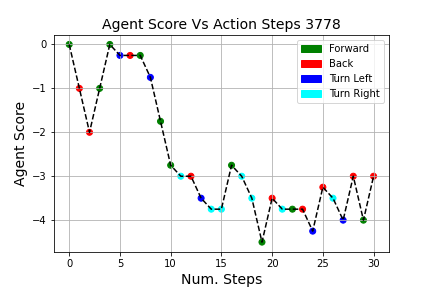 Agent Score Vs Action Steps 3778
Forward
Back
Turn Left
Turn Right
Agent Score
0
−1
−2
−3
−4
0 5 10 15 20 25 30
Num. Steps